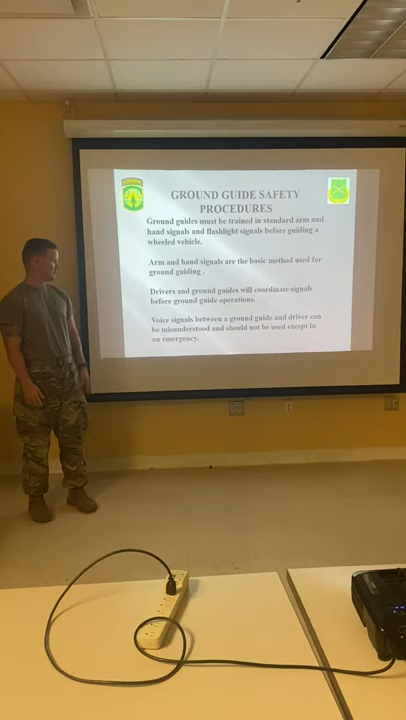 GROUND GUIDE SAFETY
PROCEDURES
Ground guides must be trained in standard arm and
hand signals and flashlight signals before guiding a
wheeled vehicle.
Arm and hand signals are the basic method used for
ground guiding .
Drivers and ground guides will coordinate signals
before ground guide operations.
Voice signals between a ground guide and driver can
be misunderstood and should not be used except in
an emergency.